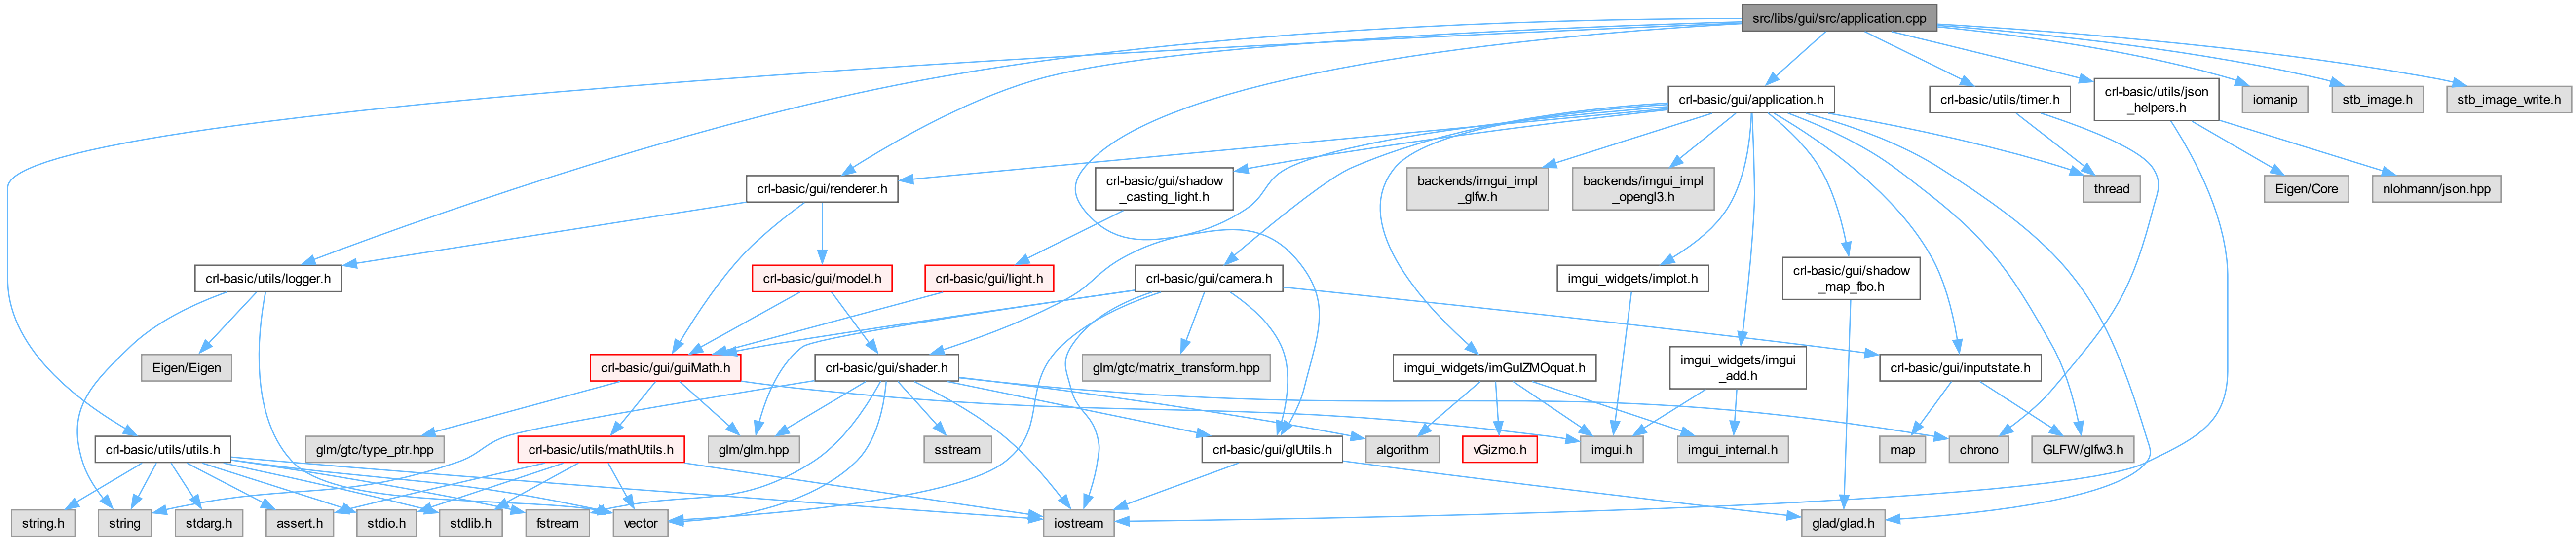 src/libs/gui/src/application.cpp
crl-basic/gui/application.h
crl-basic/utils/timer.h
crl-basic/utils/json
_helpers.h
iomanip
stb_image.h
stb_image_write.h
crl-basic/gui/renderer.h
crl-basic/gui/shadow
_casting_light.h
backends/imgui_impl
_glfw.h
backends/imgui_impl
_opengl3.h
thread
Eigen/Core
nlohmann/json.hpp
crl-basic/utils/logger.h
crl-basic/gui/model.h
crl-basic/gui/light.h
crl-basic/gui/camera.h
imgui_widgets/implot.h
crl-basic/gui/shadow
_map_fbo.h
Eigen/Eigen
crl-basic/gui/guiMath.h
crl-basic/gui/shader.h
glm/gtc/matrix_transform.hpp
imgui_widgets/imGuIZMOquat.h
imgui_widgets/imgui
_add.h
crl-basic/gui/inputstate.h
crl-basic/utils/utils.h
glm/gtc/type_ptr.hpp
crl-basic/utils/mathUtils.h
glm/glm.hpp
sstream
crl-basic/gui/glUtils.h
algorithm
vGizmo.h
imgui.h
imgui_internal.h
map
chrono
GLFW/glfw3.h
string.h
string
stdarg.h
assert.h
stdio.h
stdlib.h
fstream
vector
iostream
glad/glad.h